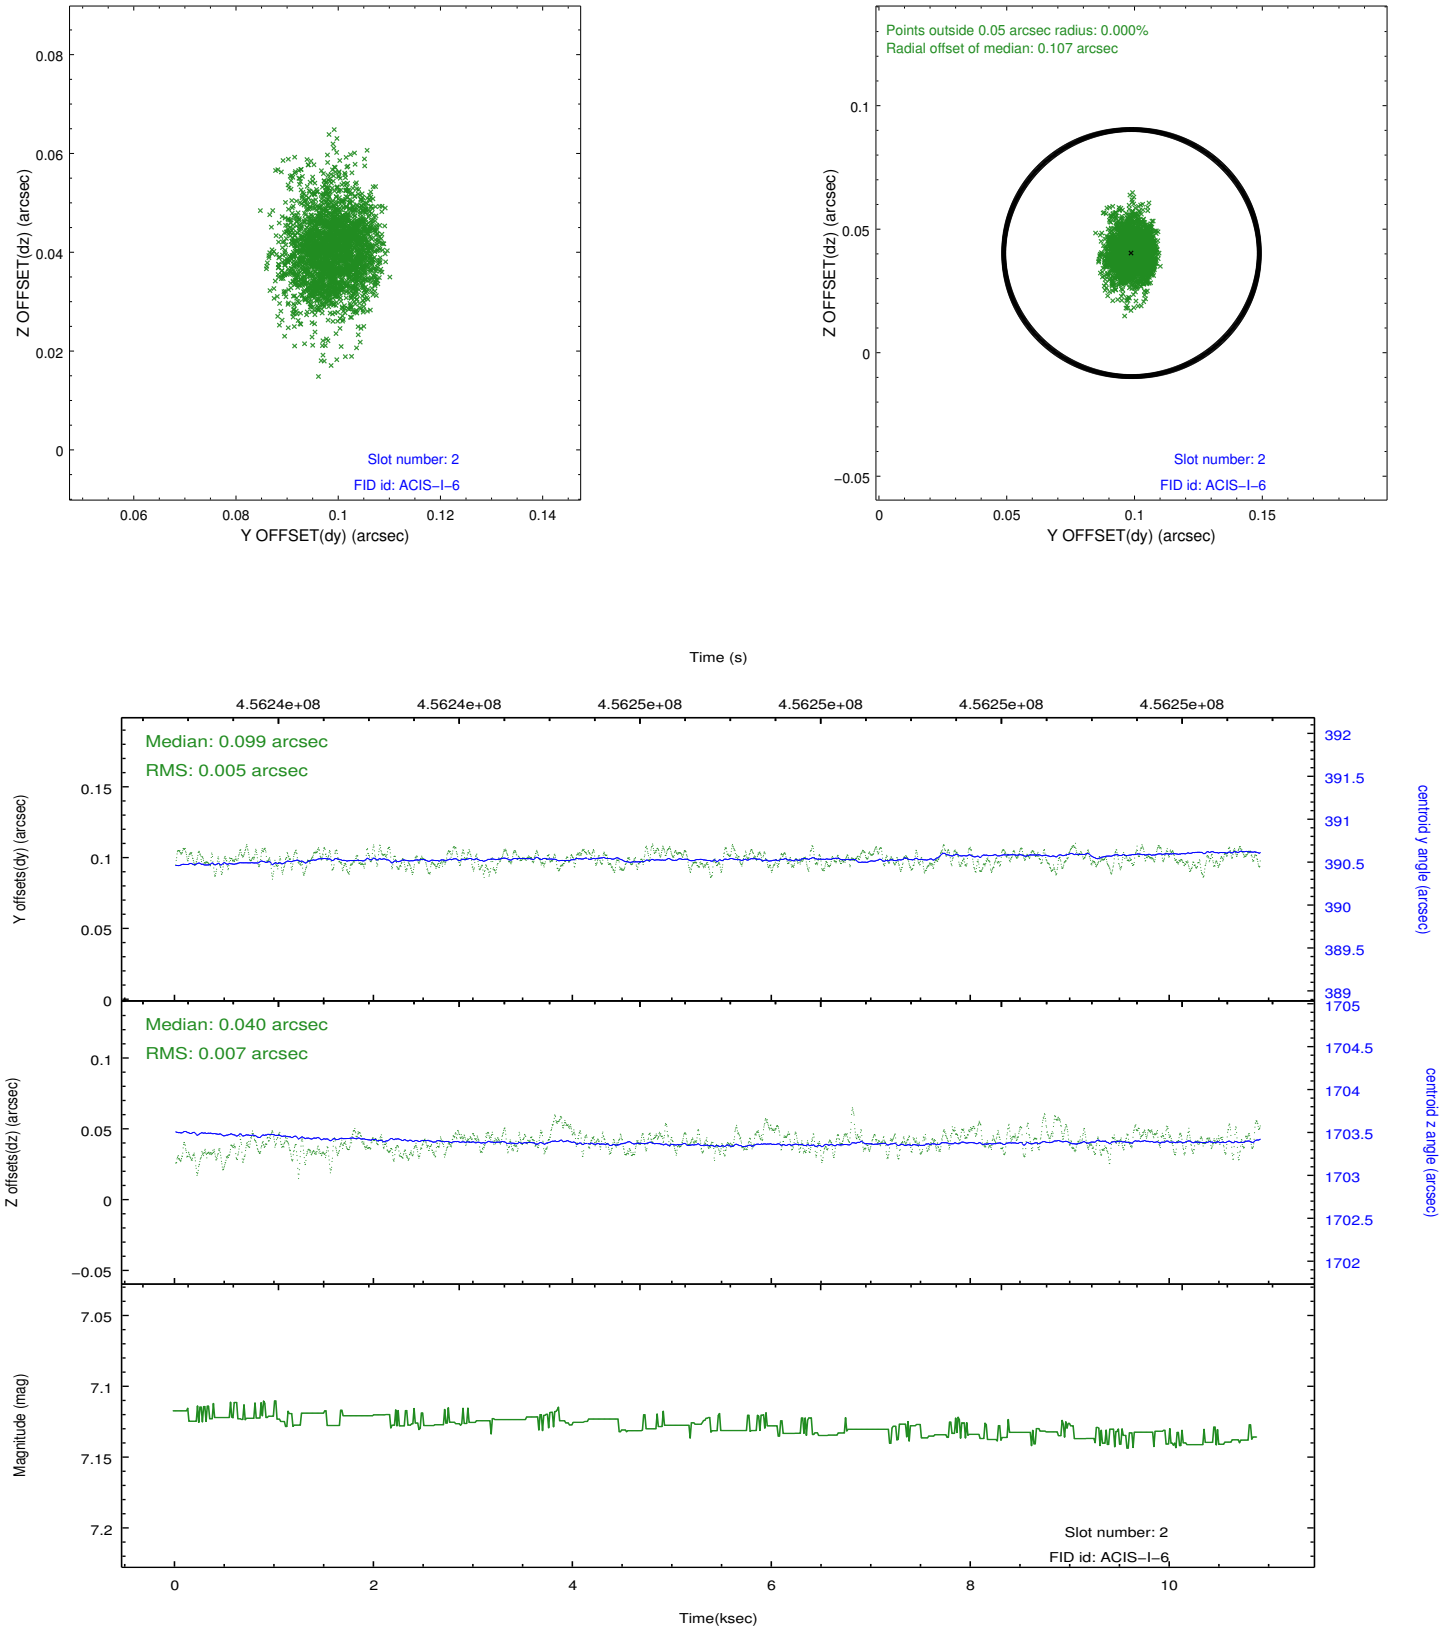 0.08
0.06
0.04
0.02
0
Z OFFSET(dz) (arcsec)
Slot number: 2
FID id: ACIS−I−6
0.06
0.08
0.1
0.12
0.14
Y OFFSET(dy) (arcsec)
Points outside 0.05 arcsec radius: 0.000%
Radial offset of median: 0.107 arcsec
0.1
0.05
0
−0.05
Z OFFSET(dz) (arcsec)
Slot number: 2
FID id: ACIS−I−6
0
0.05
0.1
0.15
Y OFFSET(dy) (arcsec)
Time (s)
4.5624e+08
4.5624e+08
4.5625e+08
4.5625e+08
4.5625e+08
4.5625e+08
Median: 0.099 arcsec
RMS: 0.005 arcsec
0.15
0.1
0.05
0
Y offsets(dy) (arcsec)
392
391.5
391
390.5
390
389.5
389
centroid y angle (arcsec)
Median: 0.040 arcsec
RMS: 0.007 arcsec
0.1
0.05
0
−0.05
Z offsets(dz) (arcsec)
1705
1704.5
1704
1703.5
1703
1702.5
1702
centroid z angle (arcsec)
7.05
7.1
7.15
7.2
Magnitude (mag)
Slot number: 2
FID id: ACIS−I−6
0
2
4
6
8
10
Time(ksec)